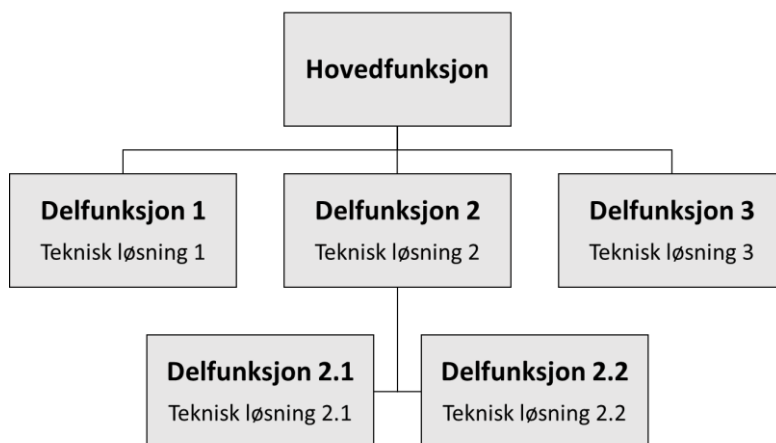 Hovedfunksjon
Delfunksjon 1
Teknisk løsning 1
Delfunksjon 2
Teknisk løsning 2
Delfunksjon 3
Teknisk løsning 3
Delfunksjon 2.1
Teknisk løsning 2.1
Delfunksjon 2.2
Teknisk løsning 2.2